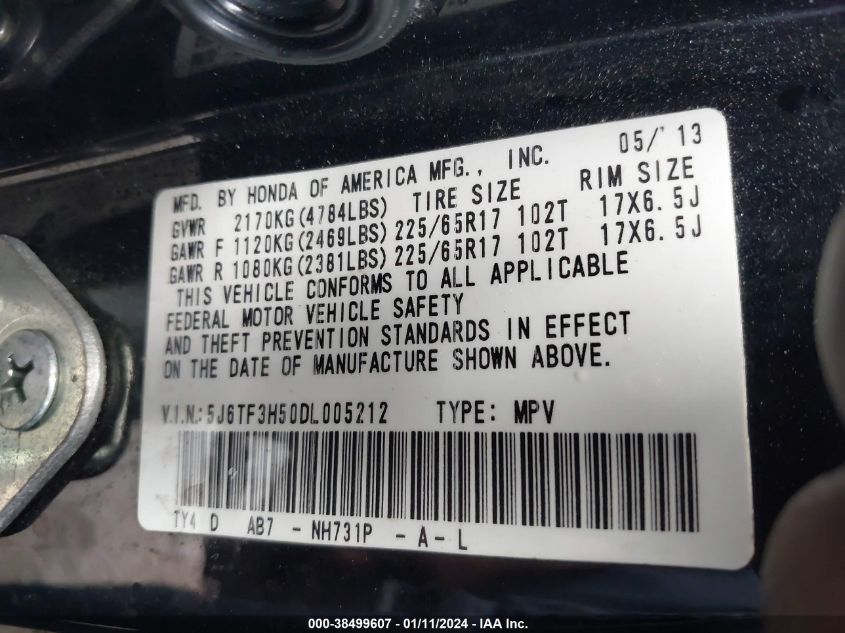 05/'13
MFD. BY HONDA OF AMERICA MFG., INC.
GVWR 2170KG(4784LBS) TIRE SIZE RIM SIZE
GAWR F 1120KG(2469LBS) 225/65R17 102T 17X6.5J
GAWR R 1080KG(2381LBS) 225/65R17 102T 17X6.5J
THIS VEHICLE CONFORMS TO ALL APPLICABLE
FEDERAL MOTOR VEHICLE SAFETY
AND THEFT PREVENTION STANDARDS IN EFFECT
ON THE DATE OF MANUFACTURE SHOWN ABOVE.
V.I.N.: 5J6TF3H50DL005212 TYPE: MPV
TY4 D AB7 - NH731P - A - L
000-38499607 - 01/11/2024 - IAA Inc.